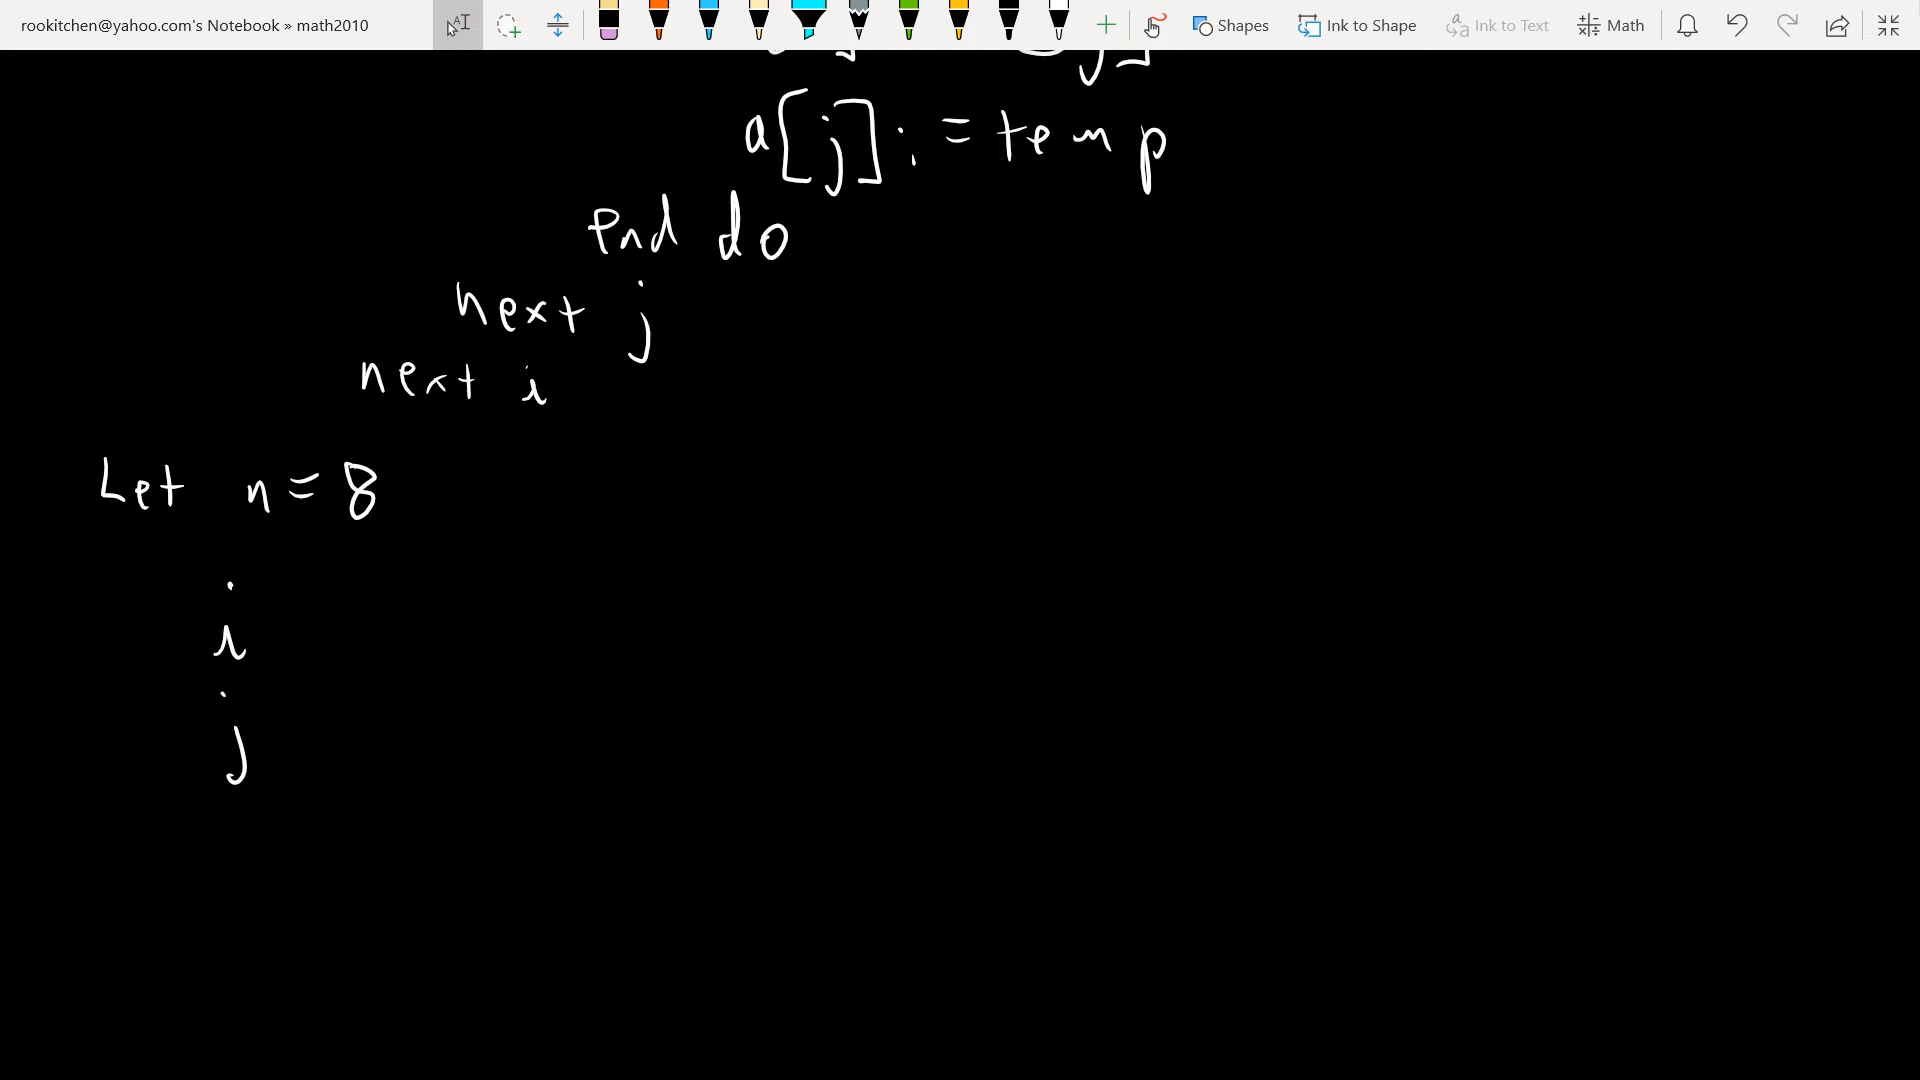 rookitchen@yahoo.com's Notebook » math2010 Shapes Ink to Shape Ink to Text Math
a[j] := temp
end do
next j
next i
Let n = 8
i
j